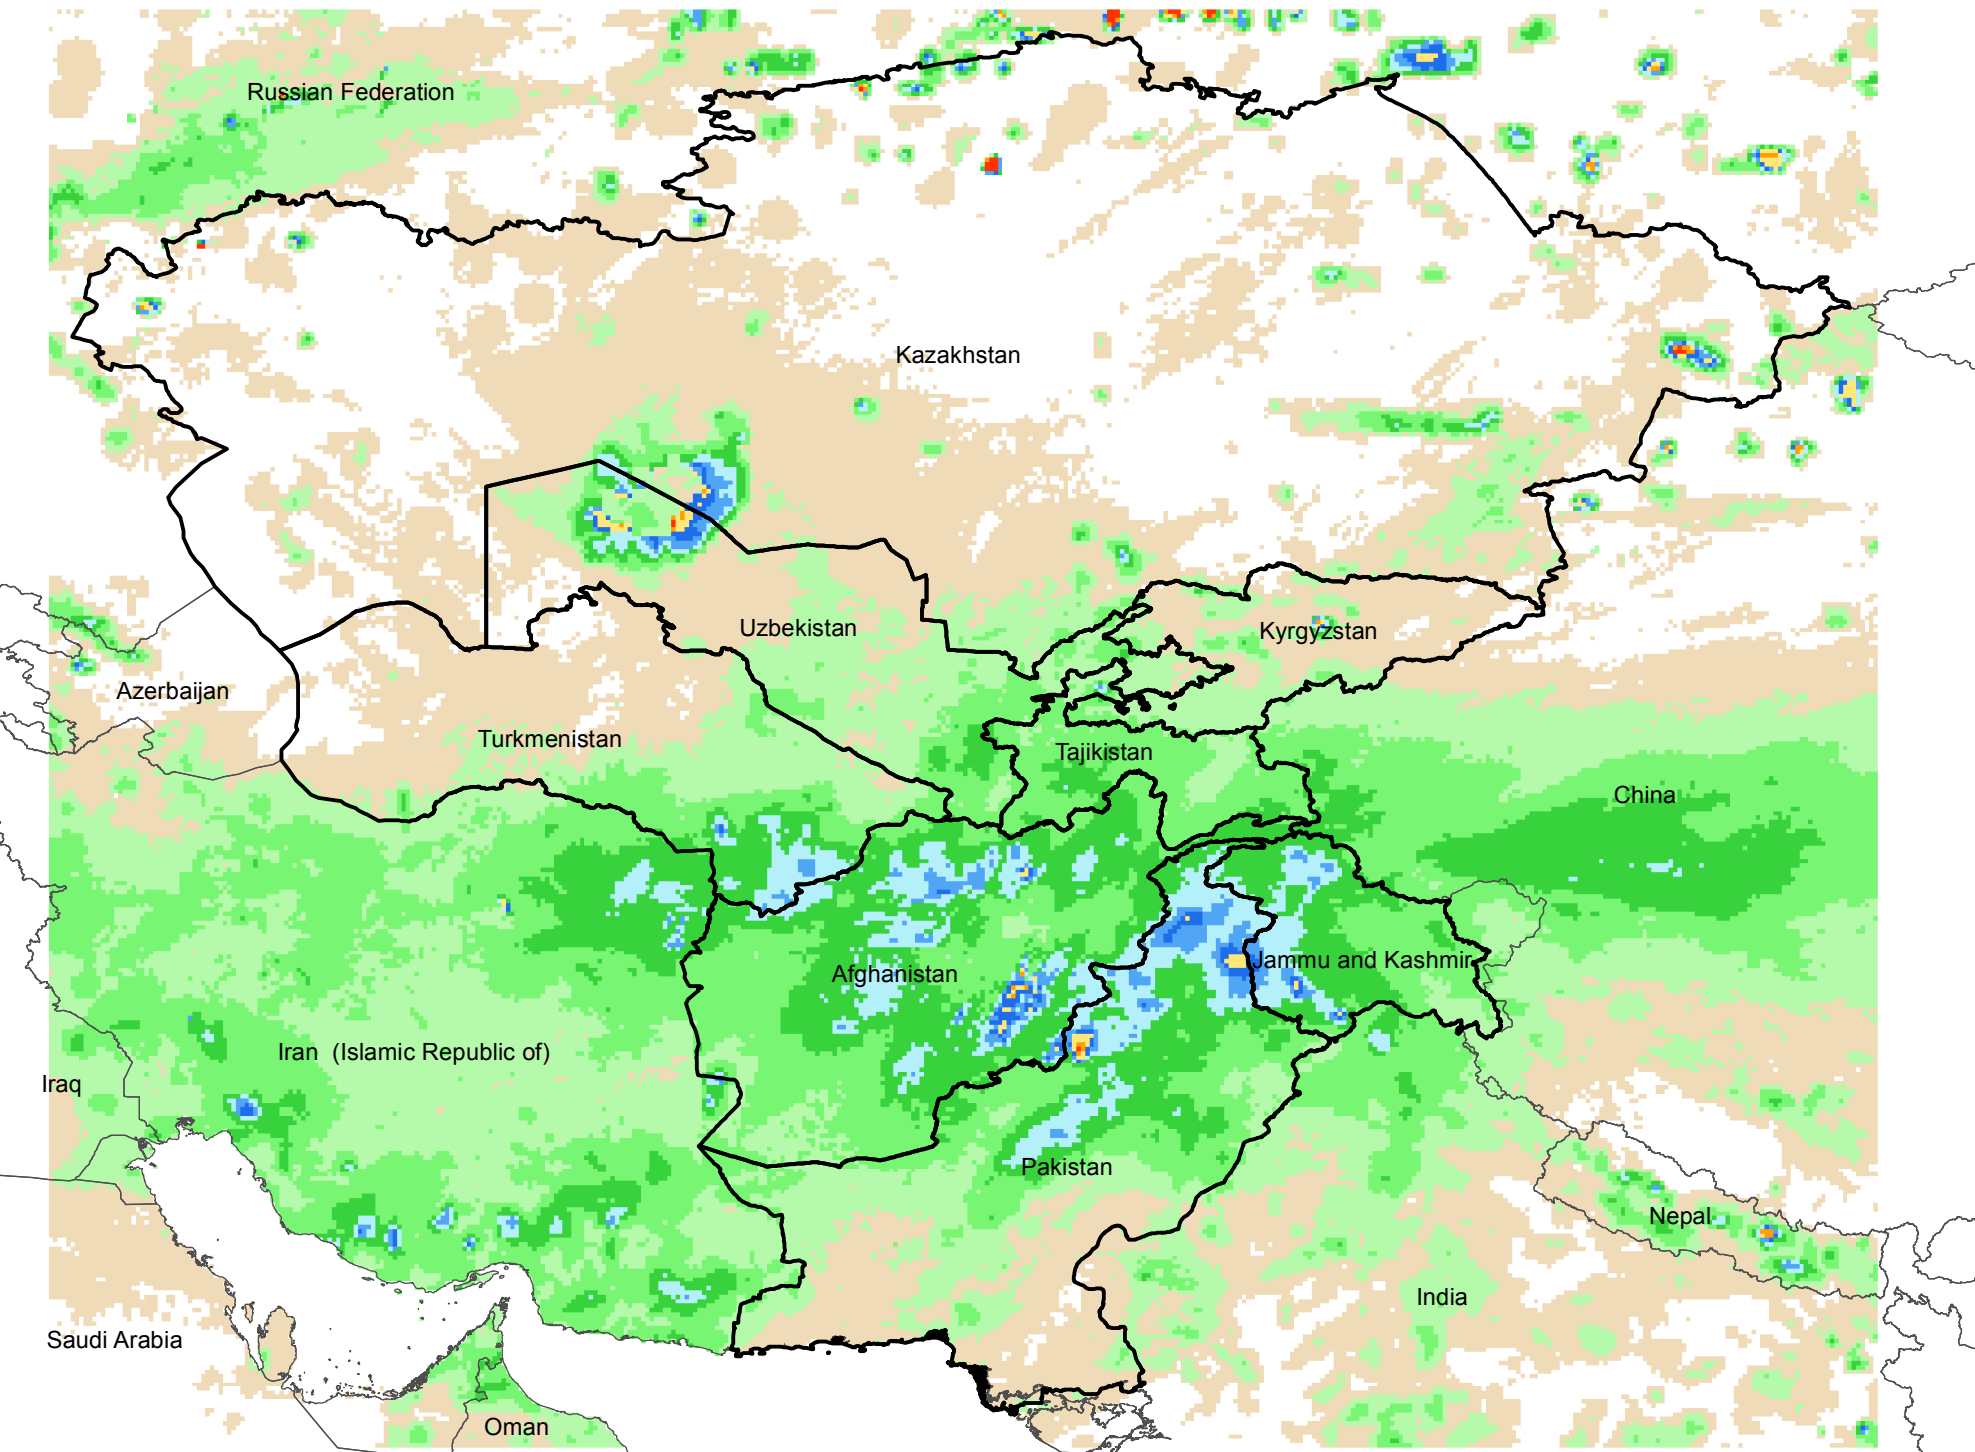 Russian Federation
Kazakhstan
Uzbekistan
Kyrgyzstan
Azerbaijan
Turkmenistan
Tajikistan
China
Afghanistan
Jammu and Kashmir
Iran  (Islamic Republic of)
Iraq
Pakistan
Nepal
India
Saudi Arabia
Oman